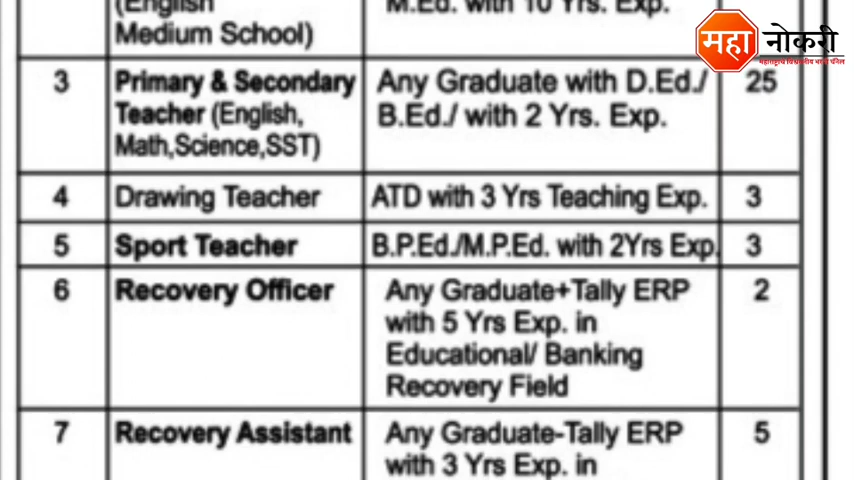 (English
Medium School)
M.Ed. with 10 Yrs. Exp.
महा नोकरी
3
Primary & Secondary
Teacher (English,
Math,Science,SST)
Any Graduate with D.Ed./
B.Ed./ with 2 Yrs. Exp.
25
4
Drawing Teacher
ATD with 3 Yrs Teaching Exp.
3
5
Sport Teacher
B.P.Ed./M.P.Ed. with 2Yrs Exp.
3
6
Recovery Officer
Any Graduate+Tally ERP
with 5 Yrs Exp. in
Educational/ Banking
Recovery Field
2
7
Recovery Assistant
Any Graduate-Tally ERP
with 3 Yrs Exp. in
5